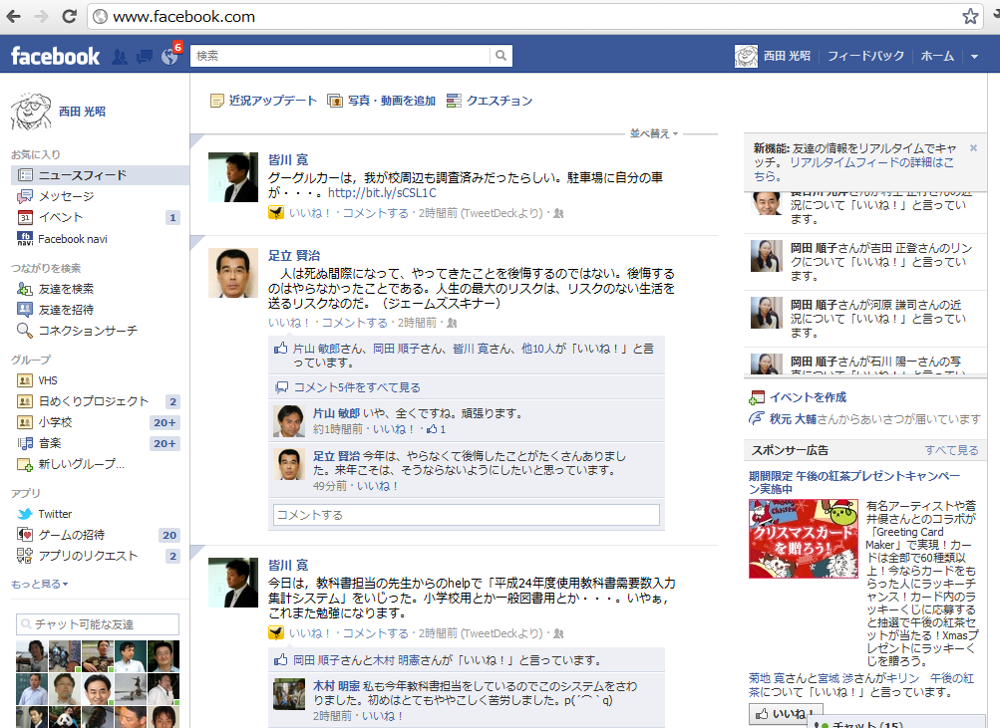 www.facebook.com
facebook
6
検索
西田 光昭
フィードバック
ホーム
西田 光昭
お気に入り
ニュースフィード
メッセージ
イベント
1
Facebook navi
つながりを検索
友達を検索
友達を招待
コネクションサーチ
グループ
VHS
日めくりプロジェクト
2
小学校
20+
音楽
20+
新しいグループ...
アプリ
Twitter
ゲームの招待
20
アプリのリクエスト
2
もっと見る
チャット可能な友達
近況アップデート
写真・動画を追加
クエスチョン
並べ替え
皆川 寛
グーグルカーは，我が校周辺も調査済みだったらしい。駐車場に自分の車
が・・・。http://bit.ly/sCSL1C
いいね！・コメントする・2時間前 (TweetDeckより)・
足立 賢治
人は死ぬ間際になって、やってきたことを後悔するのではない。後悔する
のはやらなかったことである。人生の最大のリスクは、リスクのない生活を
送るリスクなのだ。（ジェームズスキナー）
いいね！・コメントする・2時間前・
片山 敏郎さん、岡田 順子さん、皆川 寛さん、他10人が「いいね！」と言
っています。
コメント5件をすべて見る
片山 敏郎 いや、全くですね。頑張ります。
約1時間前・いいね！・1
足立 賢治 今年は、やらなくて後悔したことがたくさんありまし
た。来年こそは、そうならないようにしたいと思っています。
49分前・いいね！
コメントする
皆川 寛
今日は，教科書担当の先生からのhelpで「平成24年度使用教科書需要数入力
集計システム」をいじった。小学校用とか一般図書用とか・・・。いやぁ，
これまた勉強になります。
いいね！・コメントする・2時間前 (TweetDeckより)・
岡田 順子さんと木村 明憲さんが「いいね！」と言っています。
木村 明憲 私も今年教科書担当をしているのでこのシステムをさわ
りました。初めはとてもややこしく苦労しました。p(´⌒｀q)
2時間前・いいね！
新機能: 友達の情報をリアルタイムでキャ
ッチ。リアルタイムフィードの詳細はこ
ちら。
況について「いいね！」と言ってい
ます。
岡田 順子さんが吉田 正登さんのリン
クについて「いいね！」と言ってい
ます。
岡田 順子さんが河原 謙司さんの近
況について「いいね！」と言ってい
ます。
岡田 順子さんが石川 陽一さんの写
イベントを作成
秋元 大輔さんからあいさつが届いています
スポンサー広告
すべて見る
期間限定 午後の紅茶プレゼントキャンペー
ン実施中
クリスマスカード
を贈ろう!
有名アーティストや蒼
井優さんとのコラボが
「Greeting Card
Maker」で実現！カー
ドは全部で60種類以
上！今ならカードをも
らった人にラッキーチ
ャンス！カード内のラ
ッキーくじに応募する
と抽選で午後の紅茶セ
ットが当たる！Xmasプ
レゼントにラッキーく
じを贈ろう。
菊地 寛さんと宮城 渉さんがキリン 午後の紅
茶について「いいね！」と言っています。
いいね！
チャット (15)